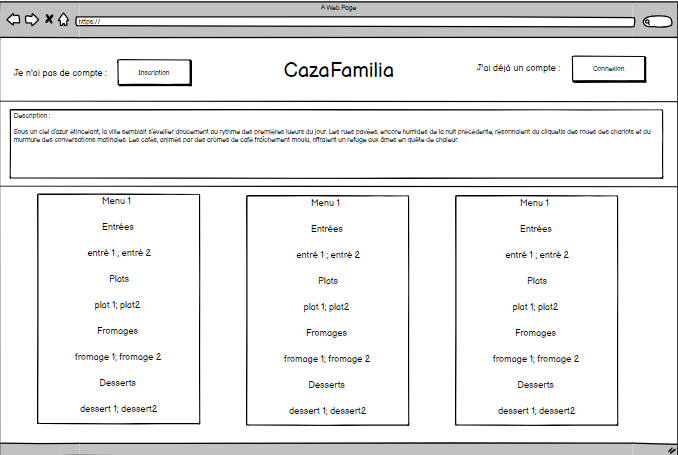 A Web Page
https://
Je n'ai pas de compte :
Inscription
CazaFamilia
J'ai déjà un compte :
Connexion
Description :
Sous un ciel d'azur étincelant, la ville semblait s'éveiller doucement au rythme des premières lueurs du jour. Les rues pavées, encore humides de la nuit précédente, résonnaient du cliquetis des roues des chariots et du
murmure des conversations matinales. Les cafés, animés par des arômes de café fraîchement moulu, offraient un refuge aux âmes en quête de chaleur.
Menu 1
Entrées
entré 1 ; entré 2
Plats
plat 1; plat2
Fromages
fromage 1; fromage 2
Desserts
dessert 1; dessert2
Menu 1
Entrées
entré 1 ; entré 2
Plats
plat 1; plat2
Fromages
fromage 1; fromage 2
Desserts
dessert 1; dessert2
Menu 1
Entrées
entré 1 ; entré 2
Plats
plat 1; plat2
Fromages
fromage 1; fromage 2
Desserts
dessert 1; dessert2